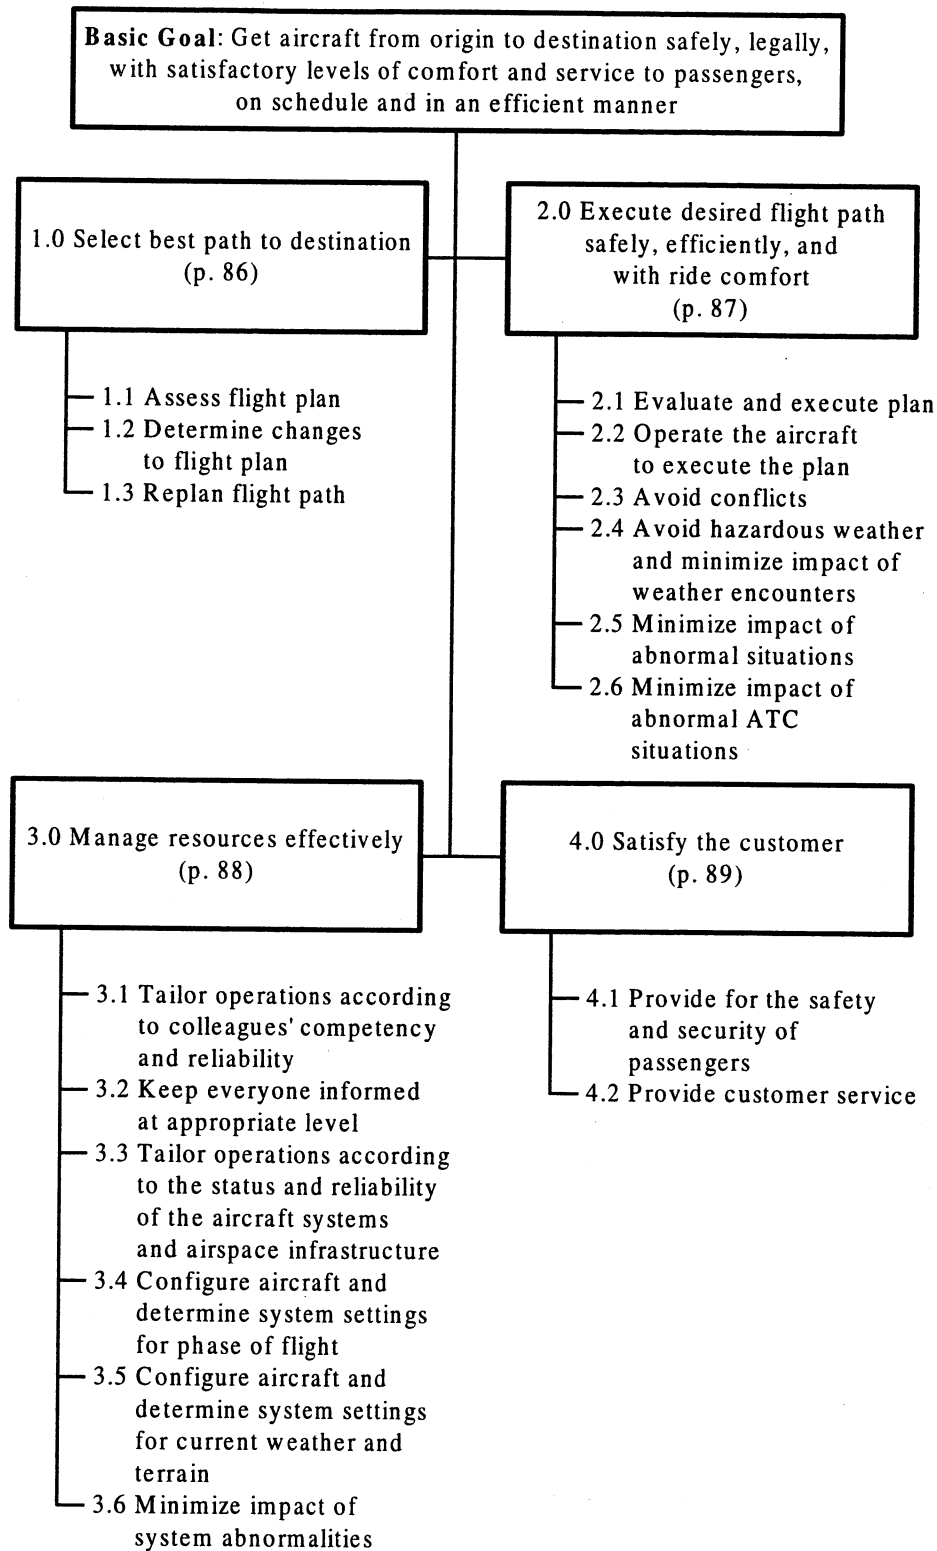 Basic Goal: Get aircraft from origin to destination safely, legally,
with satisfactory levels of comfort and service to passengers,
on schedule and in an efficient manner
1.0 Select best path to destination
(p. 86)
1.1 Assess flight plan
1.2 Determine changes
to flight plan
1.3 Replan flight path
2.0 Execute desired flight path
safely, efficiently, and
with ride comfort
(p. 87)
2.1 Evaluate and execute plan
2.2 Operate the aircraft
to execute the plan
2.3 Avoid conflicts
2.4 Avoid hazardous weather
and minimize impact of
weather encounters
2.5 Minimize impact of
abnormal situations
2.6 Minimize impact of
abnormal ATC
situations
3.0 Manage resources effectively
(p. 88)
3.1 Tailor operations according
to colleagues' competency
and reliability
3.2 Keep everyone informed
at appropriate level
3.3 Tailor operations according
to the status and reliability
of the aircraft systems
and airspace infrastructure
3.4 Configure aircraft and
determine system settings
for phase of flight
3.5 Configure aircraft and
determine system settings
for current weather and
terrain
3.6 Minimize impact of
system abnormalities
4.0 Satisfy the customer
(p. 89)
4.1 Provide for the safety
and security of
passengers
4.2 Provide customer service